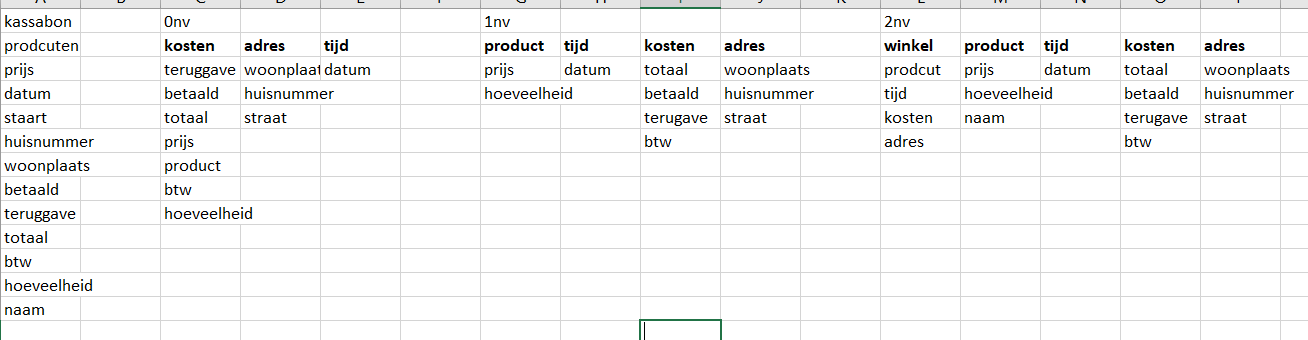 kassabon 0nv 1nv 2nv
prodcuten kosten adres tijd product tijd kosten adres winkel product tijd kosten adres
prijs teruggave woonplaat datum prijs datum totaal woonplaats prodcut prijs datum totaal woonplaats
datum betaald huisnummer hoeveelheid betaald huisnummer tijd hoeveelheid betaald huisnummer
staart totaal straat terugave straat kosten naam terugave straat
huisnummer prijs btw adres btw
woonplaats product
betaald btw
teruggave hoeveelheid
totaal
btw
hoeveelheid
naam